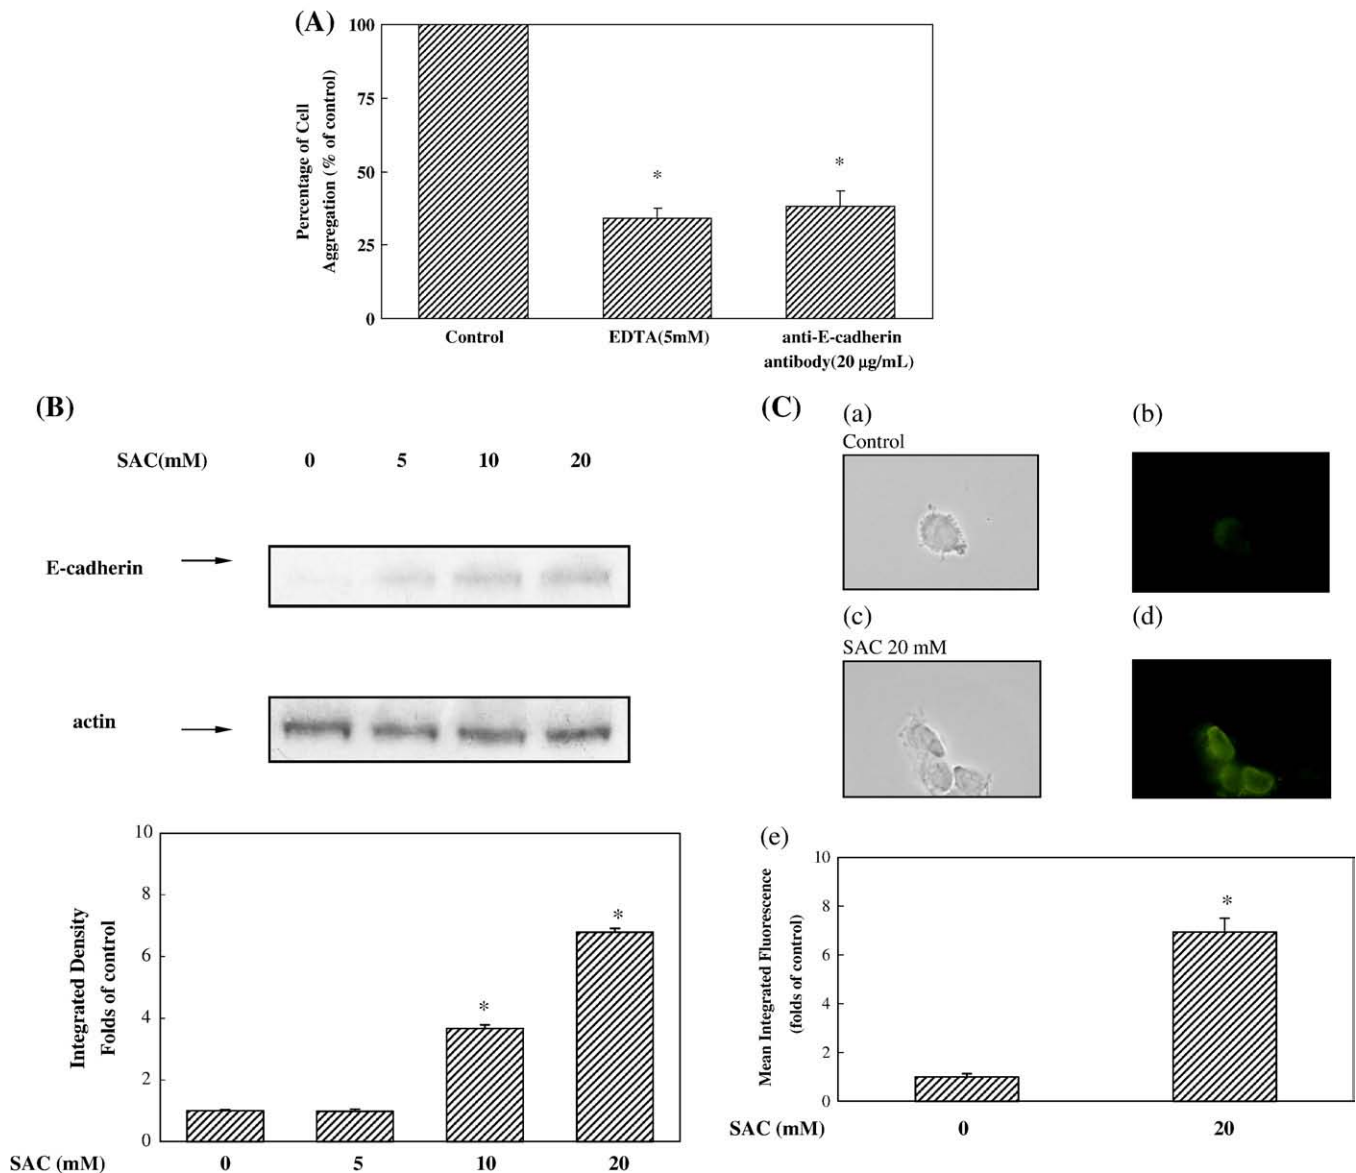 (A)
100
75
50
25
0
Percentage of Cell
Aggregation (% of control)
*
*
Control
EDTA(5mM)
anti-E-cadherin
antibody(20 μg/mL)
(B)
SAC(mM) 0 5 10 20
E-cadherin
actin
10
8
6
4
2
0
Integrated Density
Folds of control
*
*
SAC (mM) 0 5 10 20
(C)
(a)
Control
(b)
(c)
SAC 20 mM
(d)
(e)
10
8
6
4
2
0
Mean Integrated Fluorescence
(folds of control)
*
SAC (mM) 0 20